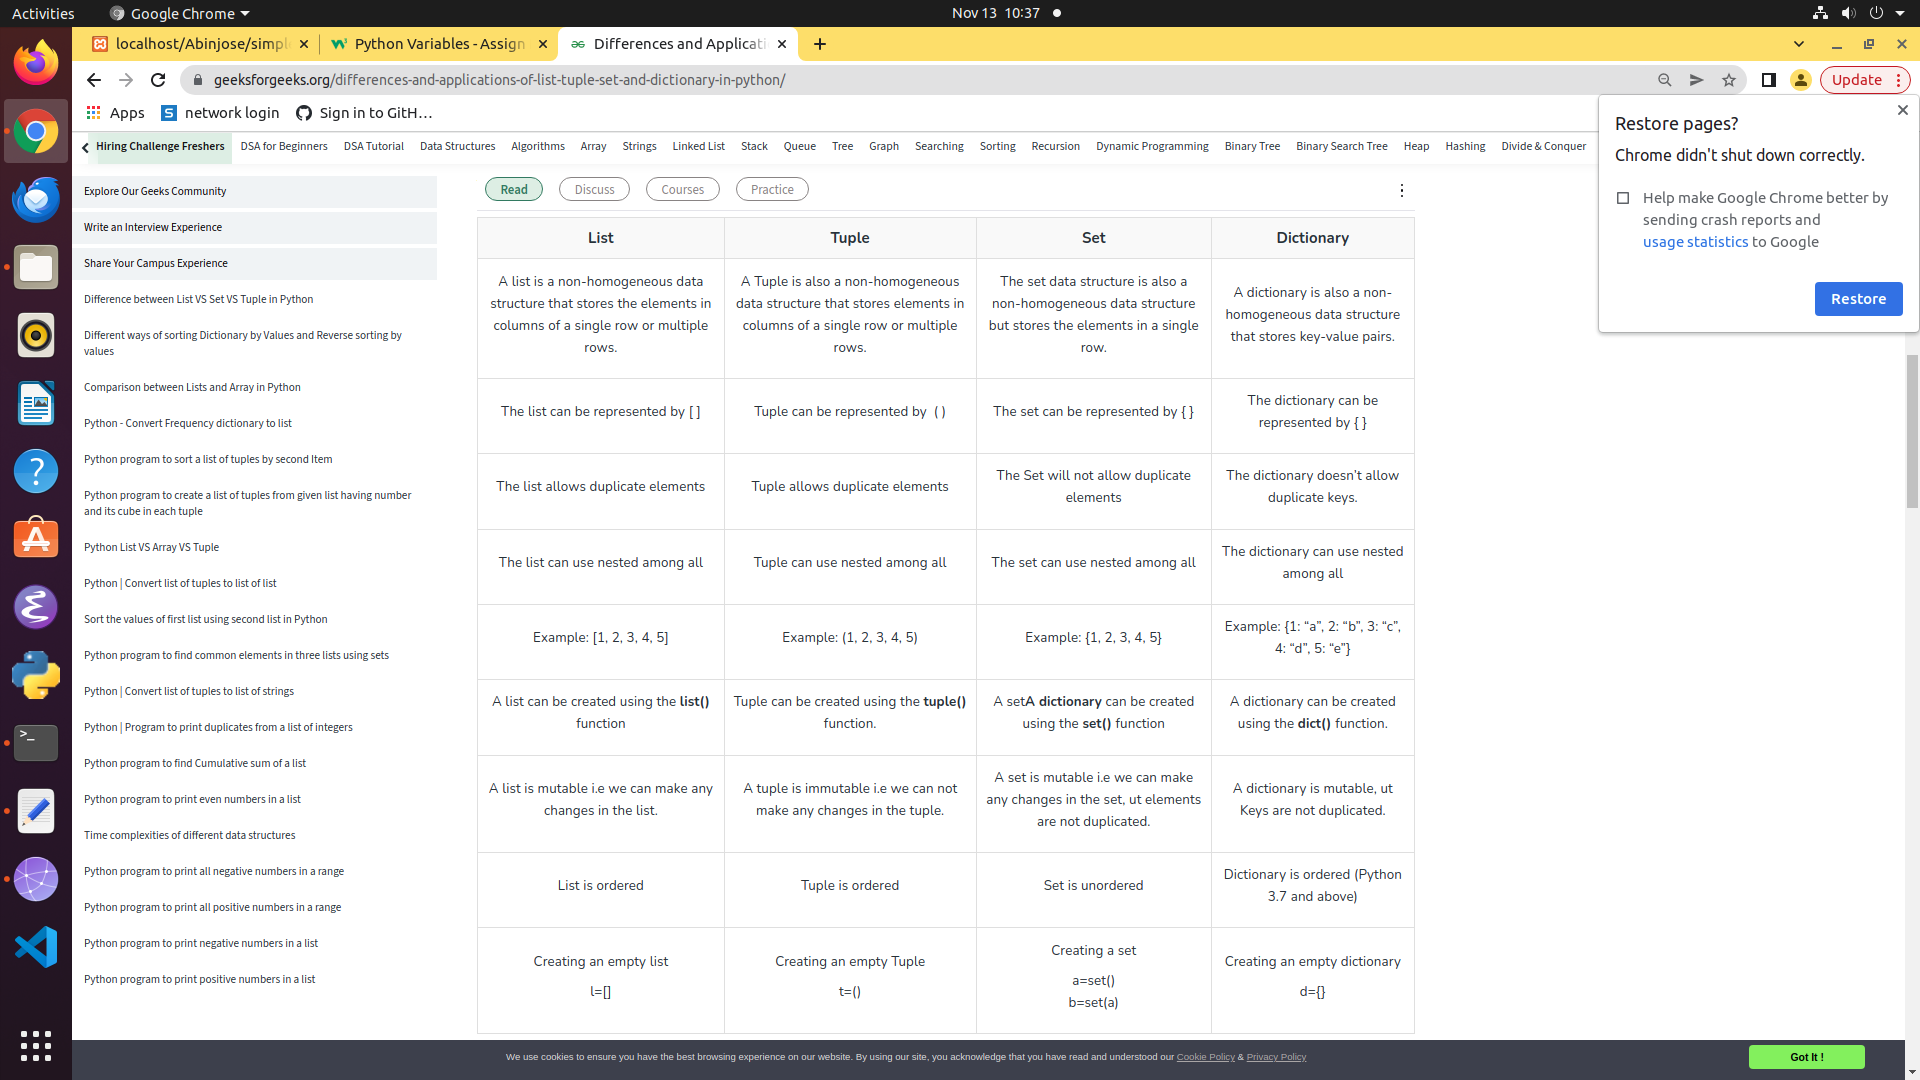 Activities
Google Chrome
Nov 13 10:37
localhost/Abinjose/simpl
Python Variables - Assign
Differences and Applicati
geeksforgeeks.org/differences-and-applications-of-list-tuple-set-and-dictionary-in-python/
Update
Apps
network login
Sign in to GitH…
Restore pages?
Chrome didn't shut down correctly.
Help make Google Chrome better by
sending crash reports and
usage statistics to Google
Restore
Hiring Challenge Freshers
DSA for Beginners
DSA Tutorial
Data Structures
Algorithms
Array
Strings
Linked List
Stack
Queue
Tree
Graph
Searching
Sorting
Recursion
Dynamic Programming
Binary Tree
Binary Search Tree
Heap
Hashing
Divide & Conquer
Explore Our Geeks Community
Write an Interview Experience
Share Your Campus Experience
Difference between List VS Set VS Tuple in Python
Different ways of sorting Dictionary by Values and Reverse sorting by
values
Comparison between Lists and Array in Python
Python - Convert Frequency dictionary to list
Python program to sort a list of tuples by second Item
Python program to create a list of tuples from given list having number
and its cube in each tuple
Python List VS Array VS Tuple
Python | Convert list of tuples to list of list
Sort the values of first list using second list in Python
Python program to find common elements in three lists using sets
Python | Convert list of tuples to list of strings
Python | Program to print duplicates from a list of integers
Python program to find Cumulative sum of a list
Python program to print even numbers in a list
Time complexities of different data structures
Python program to print all negative numbers in a range
Python program to print all positive numbers in a range
Python program to print negative numbers in a list
Python program to print positive numbers in a list
Read
Discuss
Courses
Practice
List
Tuple
Set
Dictionary
A list is a non-homogeneous data
structure that stores the elements in
columns of a single row or multiple
rows.
A Tuple is also a non-homogeneous
data structure that stores elements in
columns of a single row or multiple
rows.
The set data structure is also a
non-homogeneous data structure
but stores the elements in a single
row.
A dictionary is also a non-
homogeneous data structure
that stores key-value pairs.
The list can be represented by [ ]
Tuple can be represented by  ( )
The set can be represented by { }
The dictionary can be
represented by { }
The list allows duplicate elements
Tuple allows duplicate elements
The Set will not allow duplicate
elements
The dictionary doesn’t allow
duplicate keys.
The list can use nested among all
Tuple can use nested among all
The set can use nested among all
The dictionary can use nested
among all
Example: [1, 2, 3, 4, 5]
Example: (1, 2, 3, 4, 5)
Example: {1, 2, 3, 4, 5}
Example: {1: “a”, 2: “b”, 3: “c”,
4: “d”, 5: “e”}
A list can be created using the list()
function
Tuple can be created using the tuple()
function.
A setA dictionary can be created
using the set() function
A dictionary can be created
using the dict() function.
A list is mutable i.e we can make any
changes in the list.
A tuple is immutable i.e we can not
make any changes in the tuple.
A set is mutable i.e we can make
any changes in the set, ut elements
are not duplicated.
A dictionary is mutable, ut
Keys are not duplicated.
List is ordered
Tuple is ordered
Set is unordered
Dictionary is ordered (Python
3.7 and above)
Creating an empty list
l=[]
Creating an empty Tuple
t=()
Creating a set
a=set()
b=set(a)
Creating an empty dictionary
d={}
We use cookies to ensure you have the best browsing experience on our website. By using our site, you acknowledge that you have read and understood our Cookie Policy & Privacy Policy
Got It !